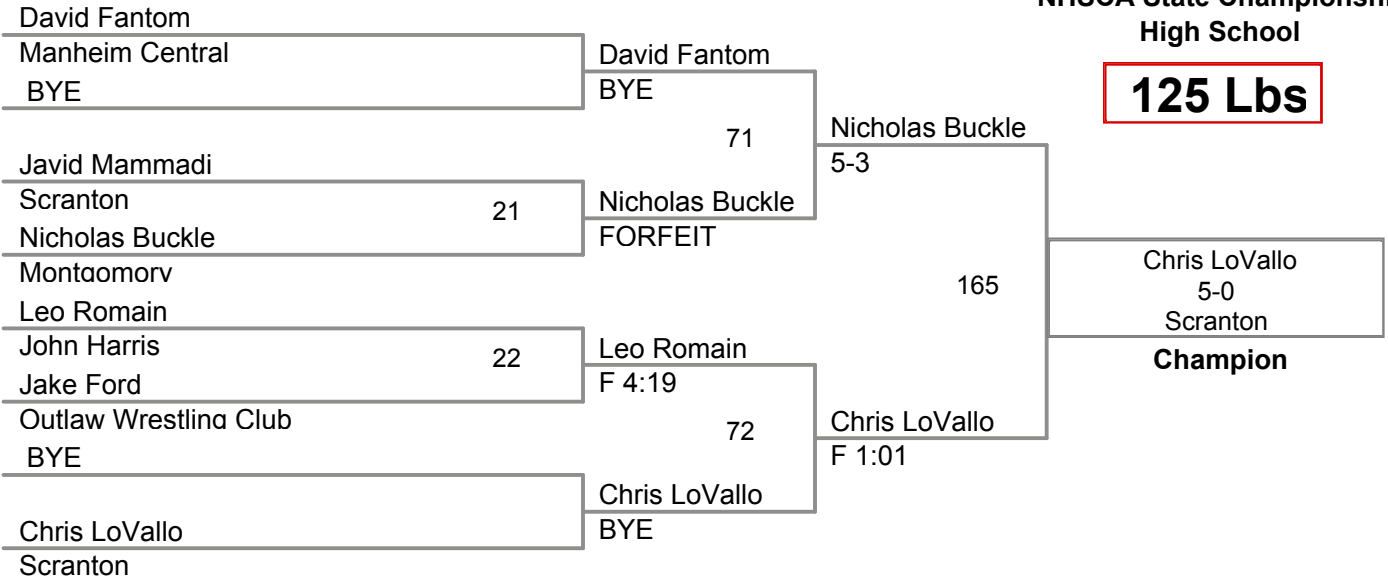 David Fantom
Manheim Central
BYE
Javid Mammadi
Scranton
21
Nicholas Buckle
Montgomory
Leo Romain
John Harris
22
Jake Ford
Outlaw Wrestling Club
BYE
Chris LoVallo
Scranton
David Fantom
BYE
71
Nicholas Buckle
FORFEIT
Leo Romain
F 4:19
72
Chris LoVallo
BYE
Nicholas Buckle
5-3
165
Chris LoVallo
F 1:01
State
High School
125 Lbs
Chris LoVallo
5-0
Scranton
Champion